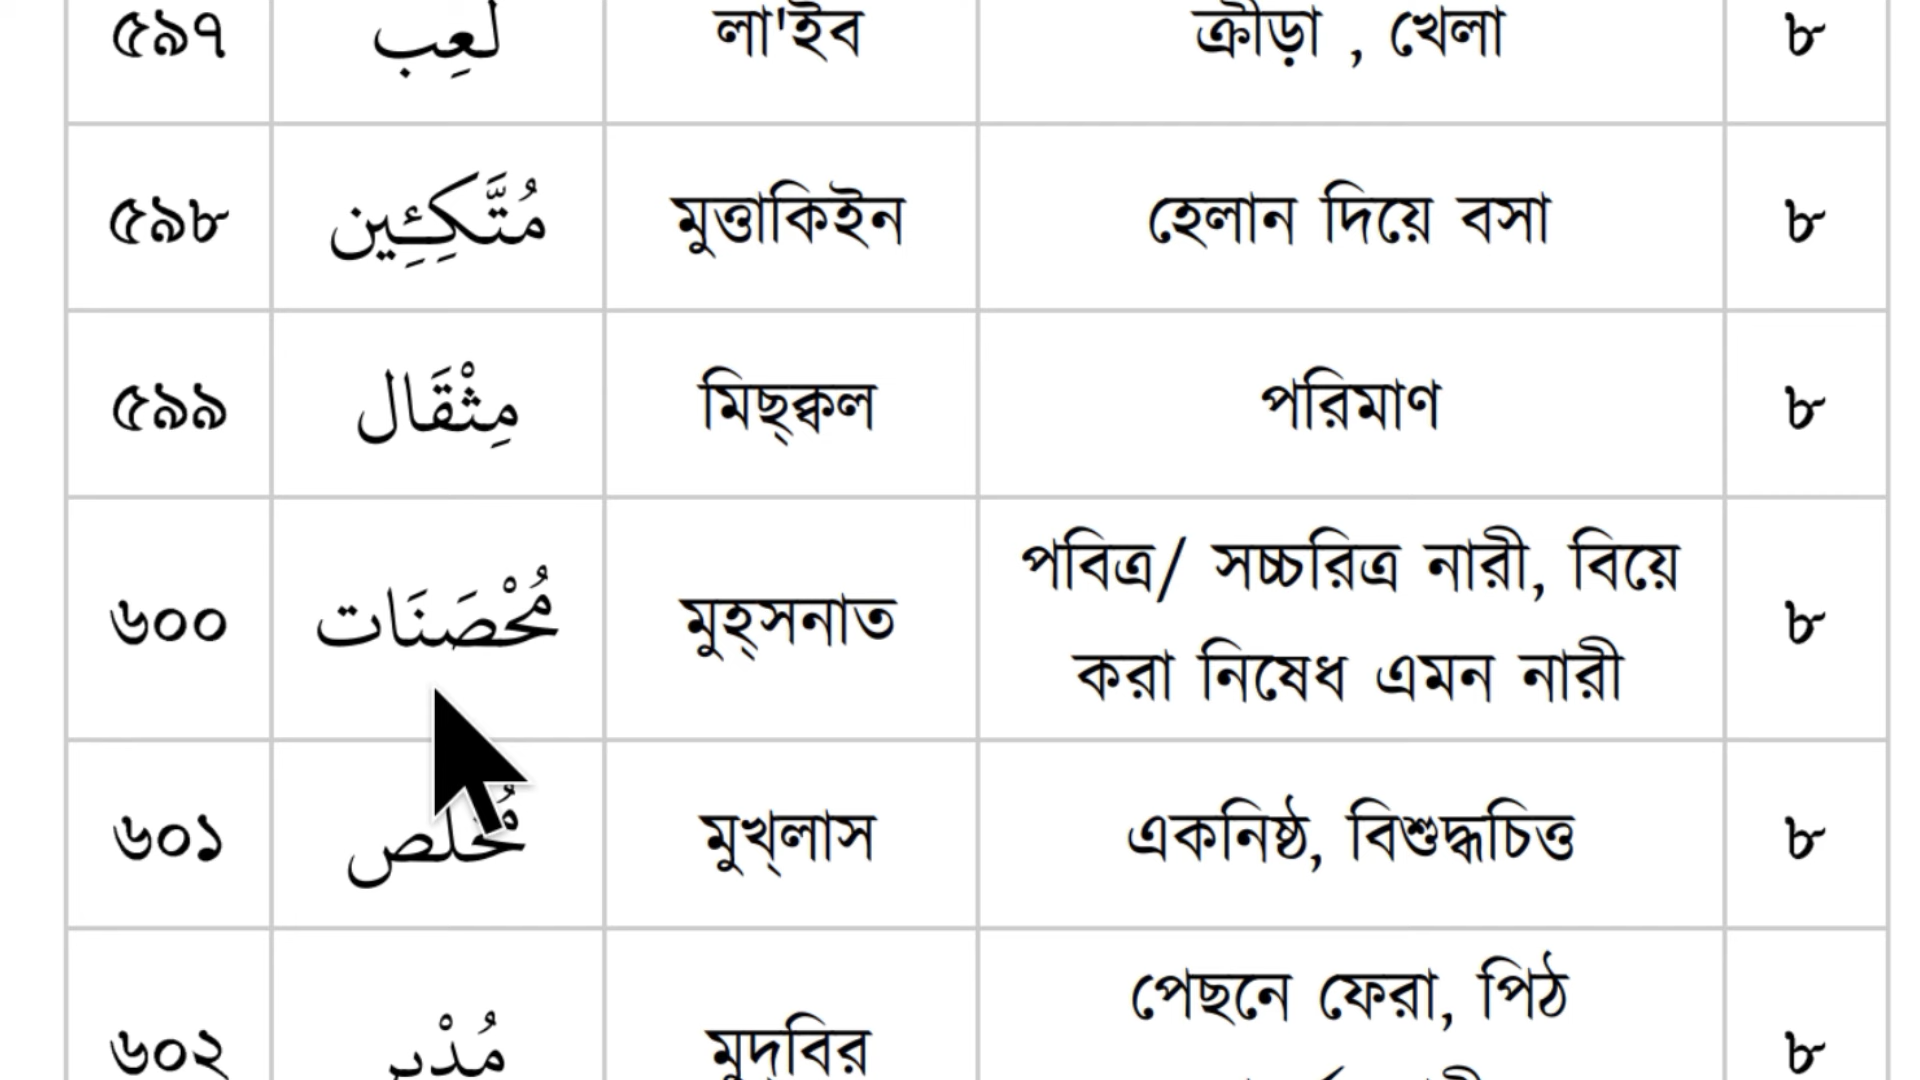 ৫৯৭ لَعِب লা'ইব ক্রীড়া , খেলা ৮
৫৯৮ مُتَّكِئِين মুত্তাকিইন হেলান দিয়ে বসা ৮
৫৯৯ مِثْقَال মিছ্ক্বল পরিমাণ ৮
৬০০ مُحْصَنَات মুহ্সনাত পবিত্র/ সচ্চরিত্র নারী, বিয়ে
করা নিষেধ এমন নারী ৮
৬০১ مُخْلَص মুখ্লাস একনিষ্ঠ, বিশুদ্ধচিত্ত ৮
৬০২ مُدْبِر মুদবির পেছনে ফেরা, পিঠ
৮